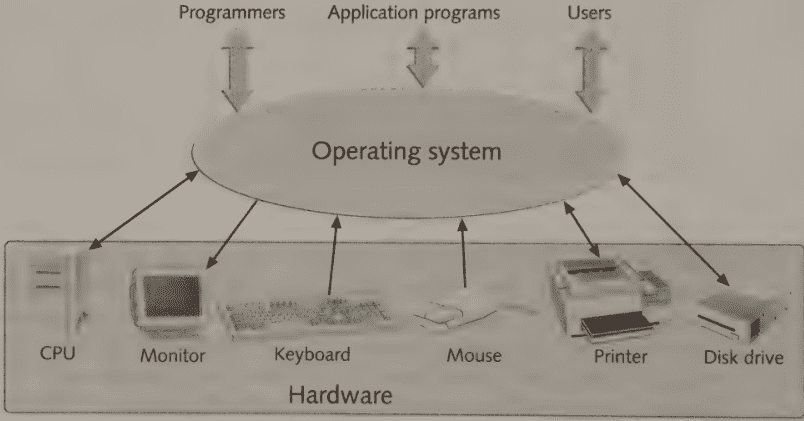 Programmers Application programs Users
Operating system
CPU Monitor Keyboard Mouse Printer Disk drive
Hardware